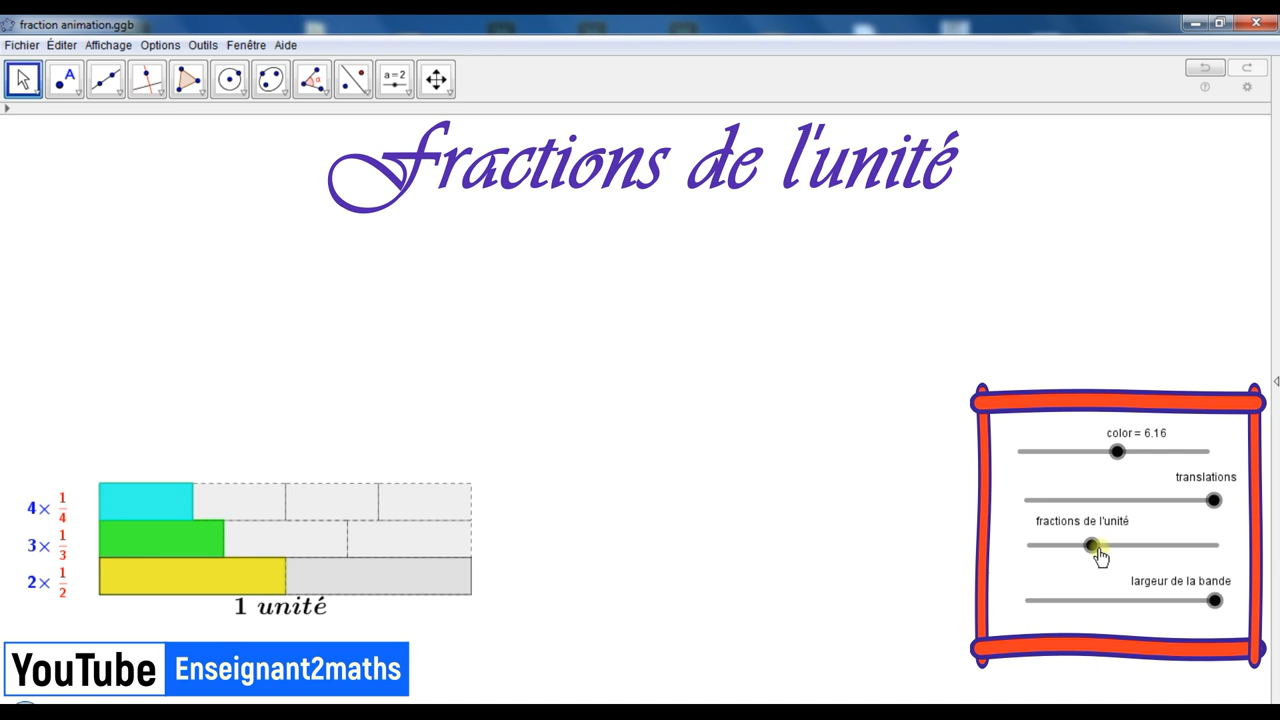 fraction animation.ggb
Fichier Éditer Affichage Options Outils Fenêtre Aide
A
α
a = 2
Fractions de l'unité
color = 6.16
translations
fractions de l'unité
largeur de la bande
4× 1/4
3× 1/3
2× 1/2
1 unité
YouTube Enseignant2maths